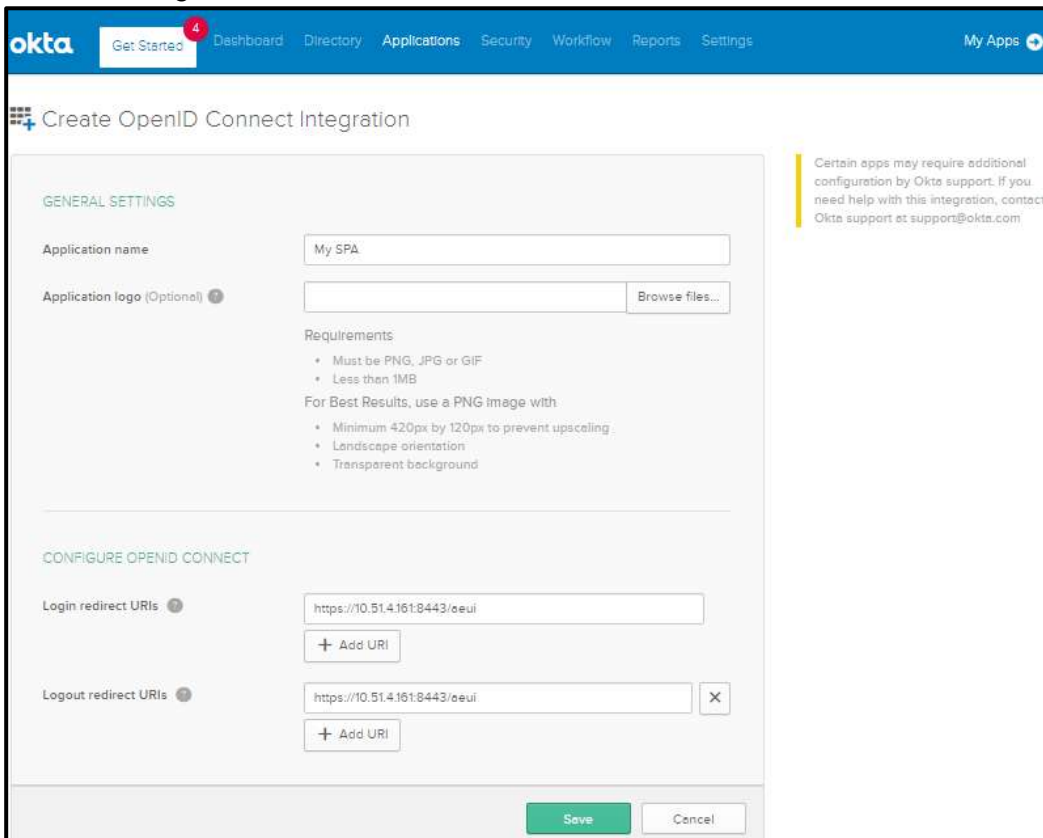 okta
Get Started
4
Dashboard
Directory
Applications
Security
Workflow
Reports
Settings
My Apps
Create OpenID Connect Integration
Certain apps may require additional
configuration by Okta support. If you
need help with this integration, contact
Okta support at support@okta.com
GENERAL SETTINGS
Application name
My SPA
Application logo (Optional) ?
Browse files...
Requirements
• Must be PNG, JPG or GIF
• Less than 1MB
For Best Results, use a PNG image with
• Minimum 420px by 120px to prevent upscaling
• Landscape orientation
• Transparent background
CONFIGURE OPENID CONNECT
Login redirect URIs ?
https://10.51.4.161:8443/aeui
+ Add URI
Logout redirect URIs ?
https://10.51.4.161:8443/aeui
+ Add URI
Save
Cancel